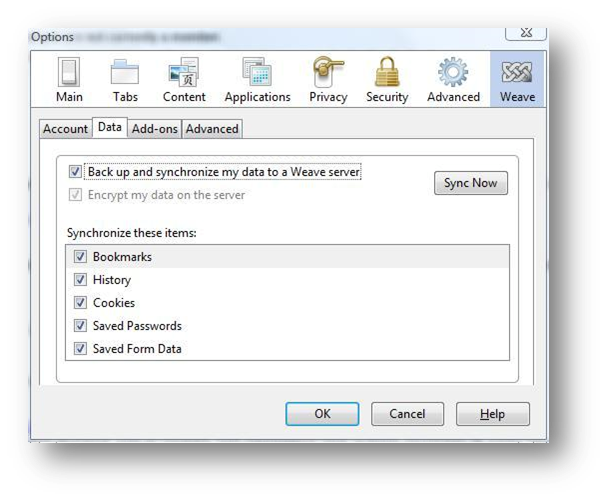 Options
Main Tabs Content Applications Privacy Security Advanced Weave
Account Data Add-ons Advanced
Back up and synchronize my data to a Weave server
Sync Now
Encrypt my data on the server
Synchronize these items:
Bookmarks
History
Cookies
Saved Passwords
Saved Form Data
OK Cancel Help